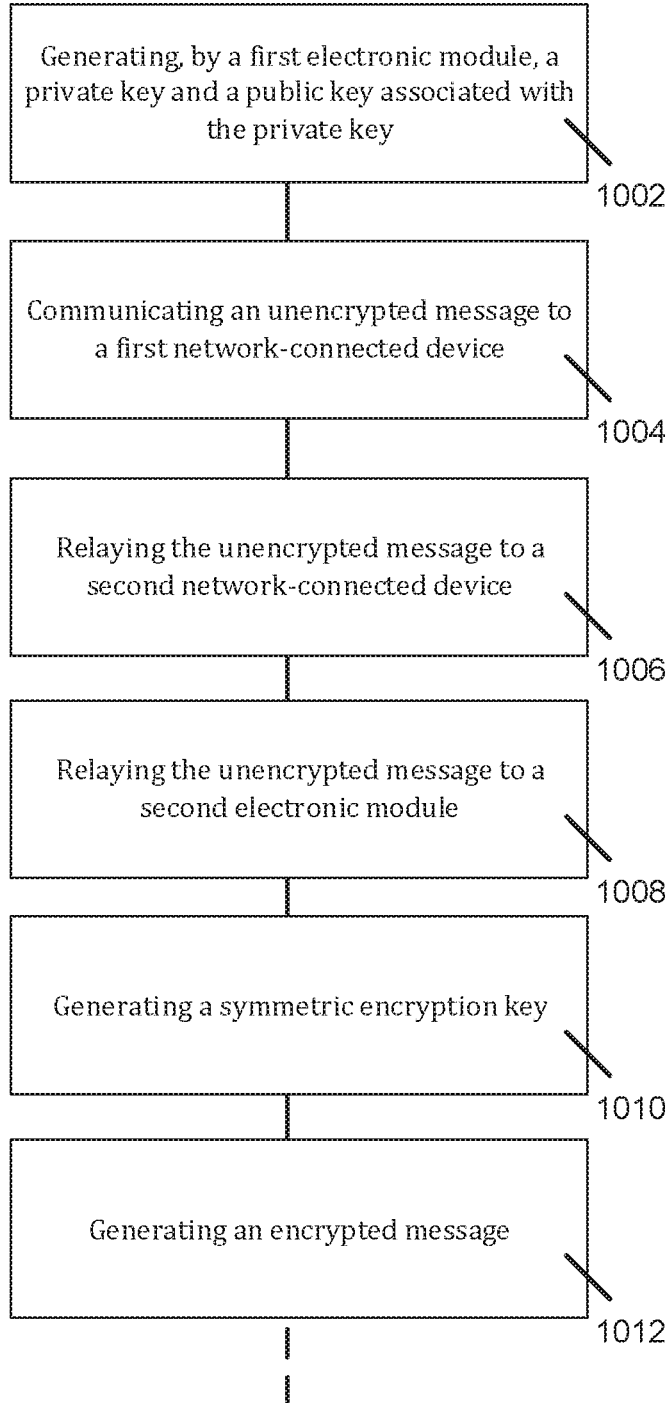 Generating, by a first electronic module, a
private key and a public key associated with
the private key
1002
Communicating an unencrypted message to
a first network-connected device
1004
Relaying the unencrypted message to a
second network-connected device
1006
Relaying the unencrypted message to a
second electronic module
1008
Generating a symmetric encryption key
1010
Generating an encrypted message
1012